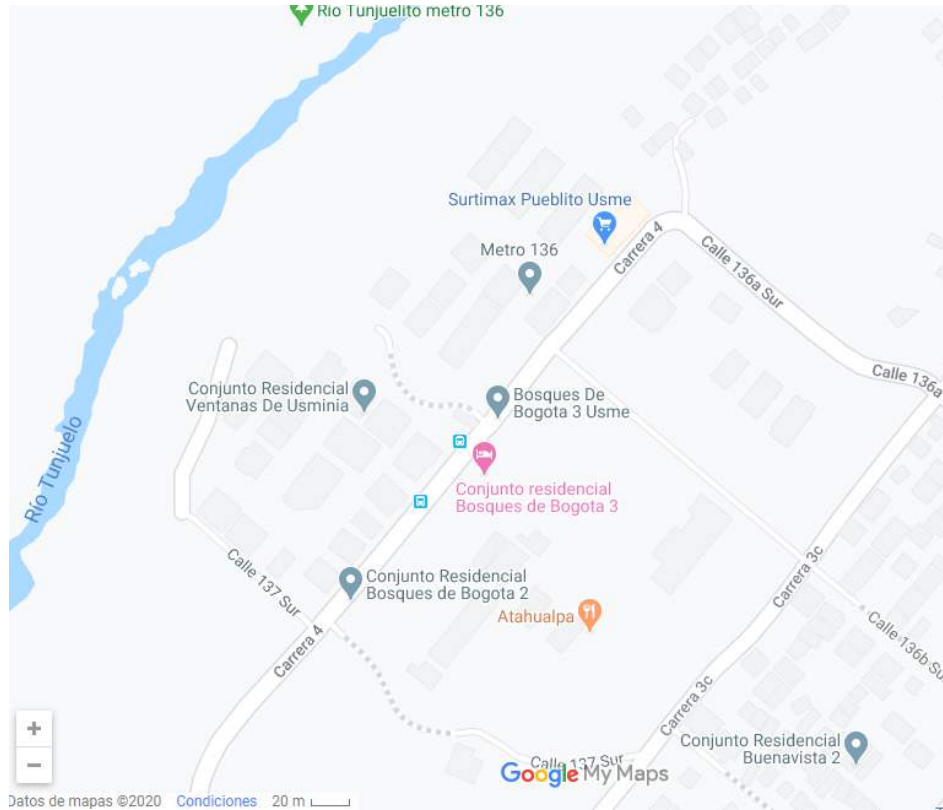 Río Tunjuelito metro 136
Surtimax Pueblito Usme
Carrera 4
Metro 136
Calle 136a Sur
Calle 136a
Conjunto Residencial
Ventanas De Usminia
Bosques De
Bogota 3 Usme
Río Tunjuelo
Conjunto residencial
Bosques de Bogota 3
Calle 137 Sur
Conjunto Residencial
Bosques de Bogota 2
Carrera 3c
Atahualpa
Calle 136b Su
Carrera 4
Carrera 3c
Conjunto Residencial
Buenavista 2
Calle 137 Sur
Google My Maps
+
−
Datos de mapas ©2020 Condiciones 20 m